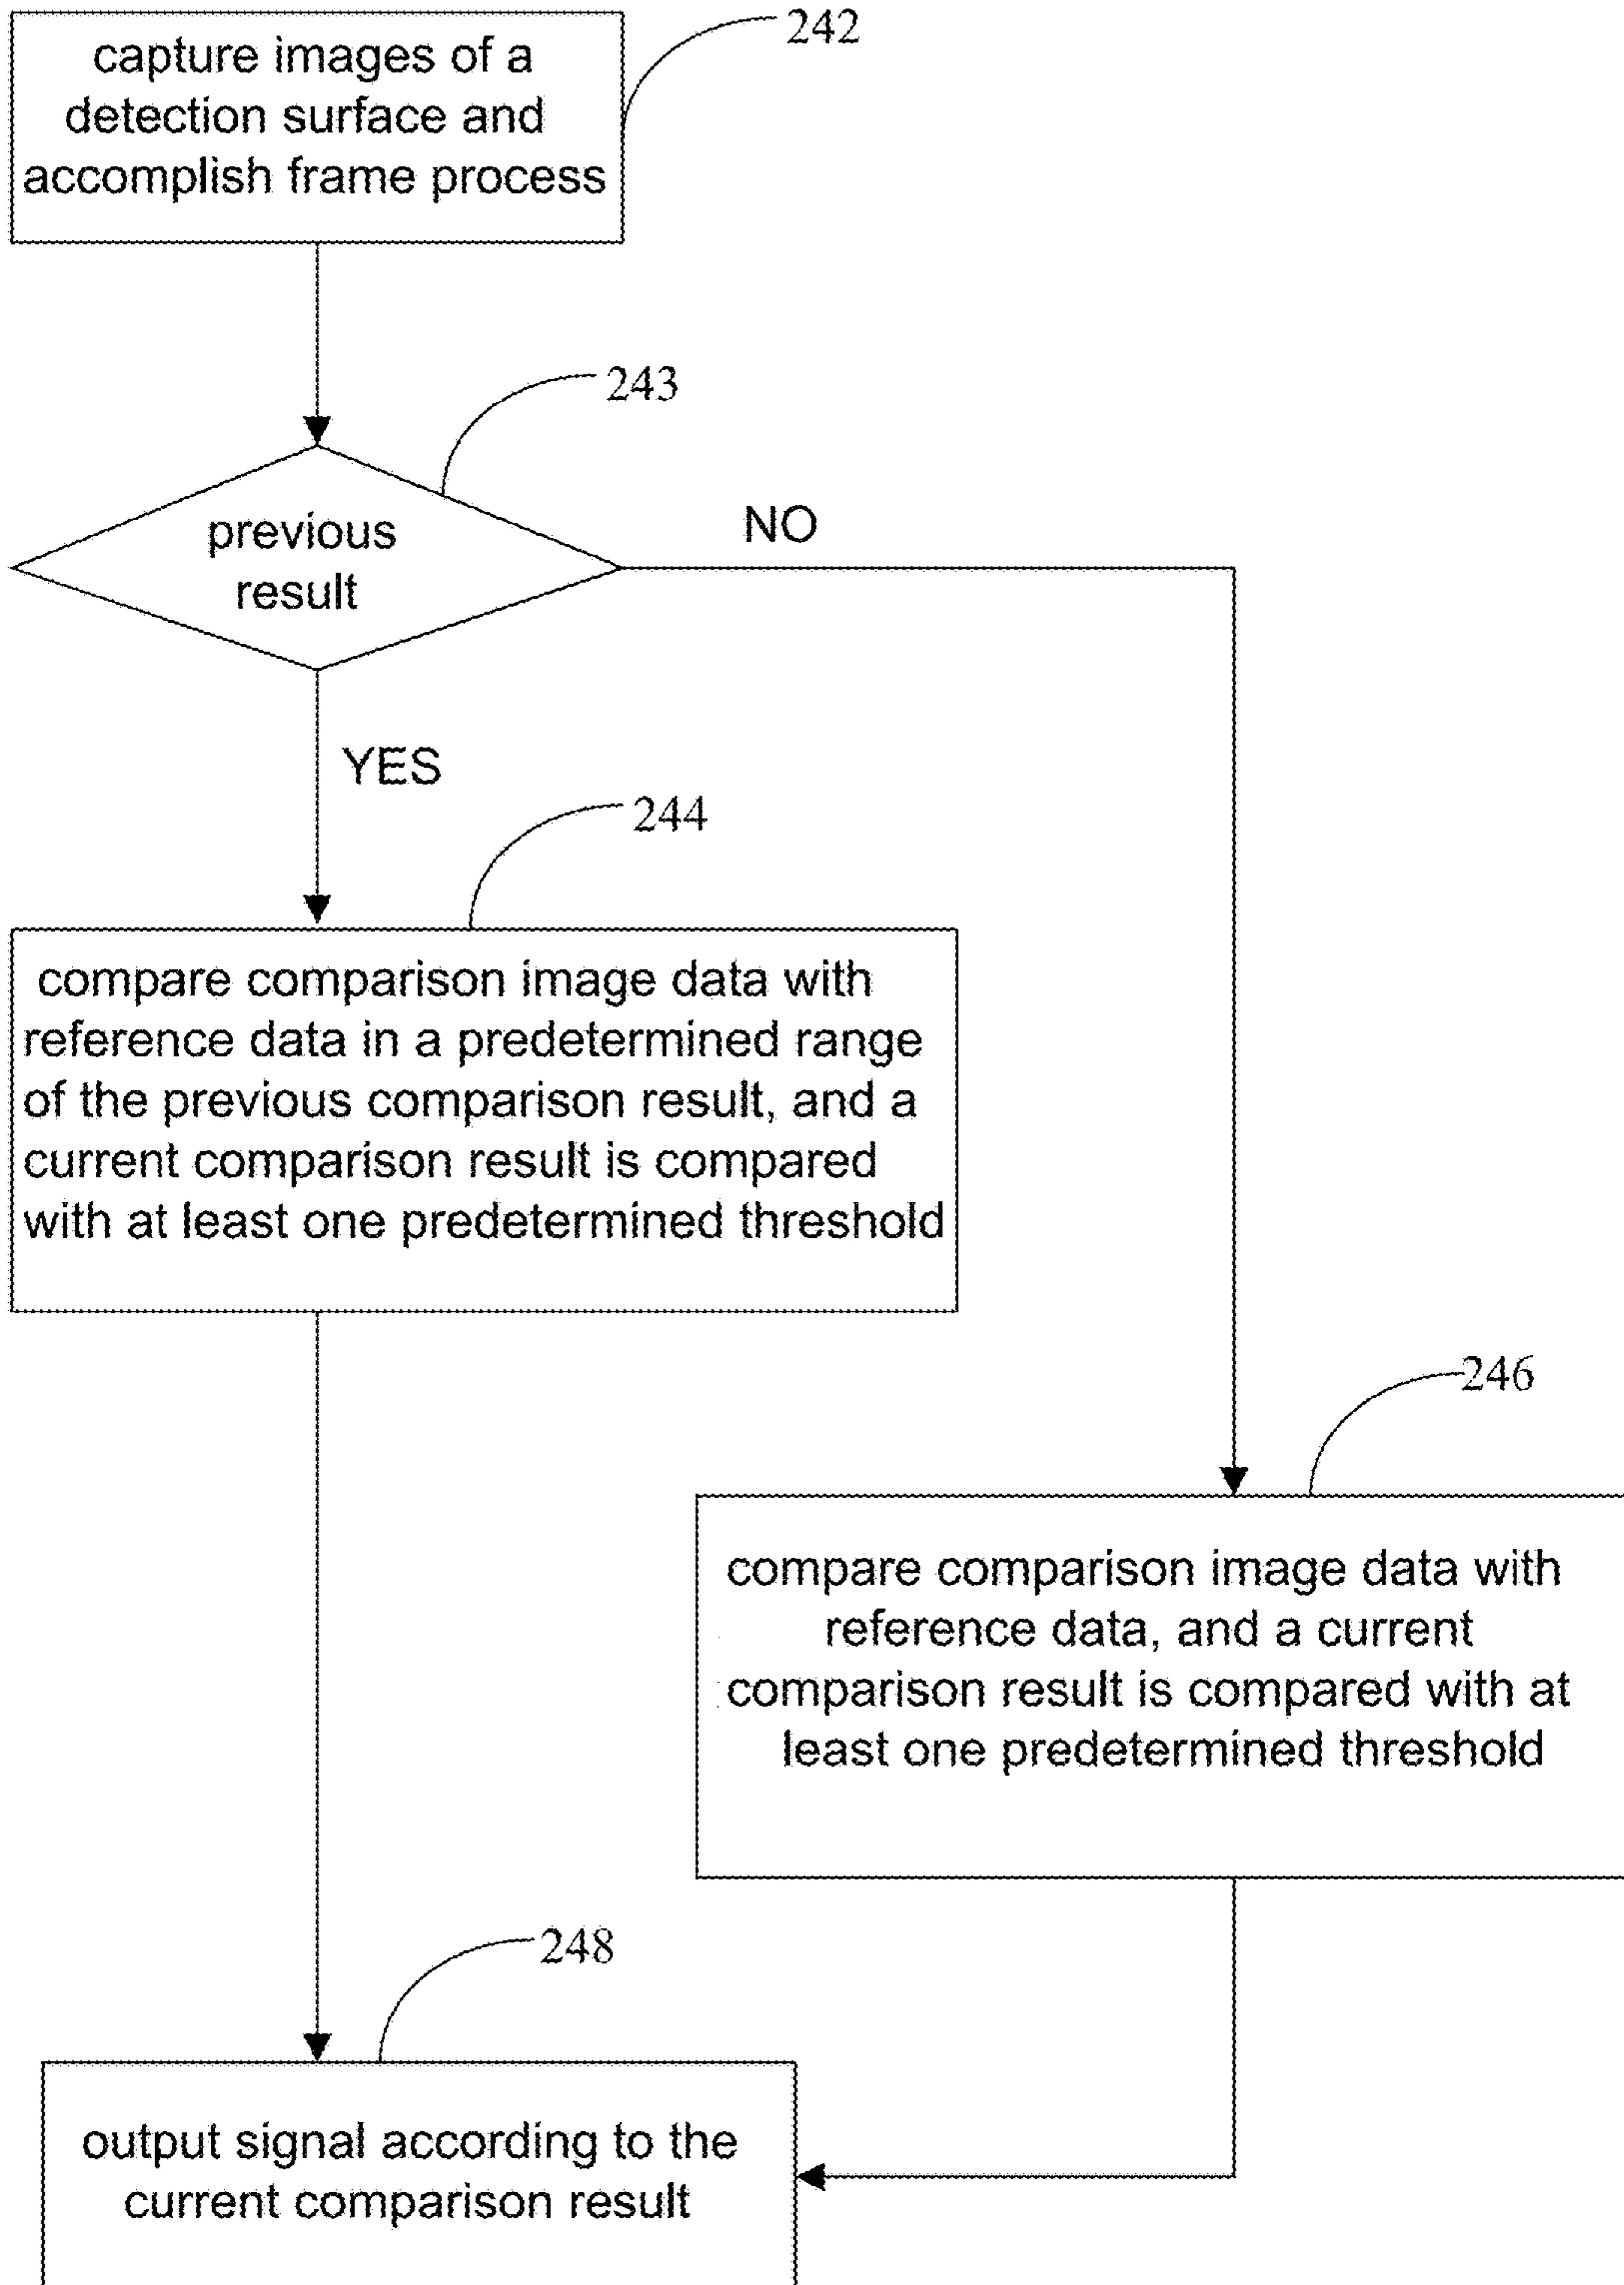 capture images of a
detection surface and
accomplish frame process
242
243
previous
result
NO
YES
244
compare comparison image data with
reference data in a predetermined range
of the previous comparison result, and a
current comparison result is compared
with at least one predetermined threshold
246
compare comparison image data with
reference data, and a current
comparison result is compared with at
least one predetermined threshold
248
output signal according to the
current comparison result